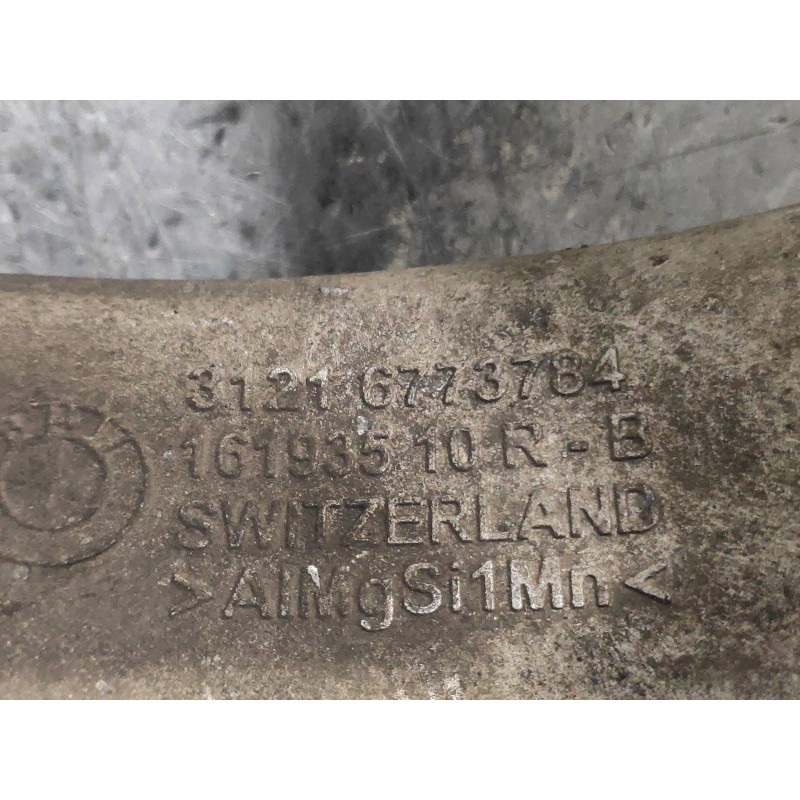 3121 6773784
161935 10 R - B
SWITZERLAND
>AlMgSi1Mn<